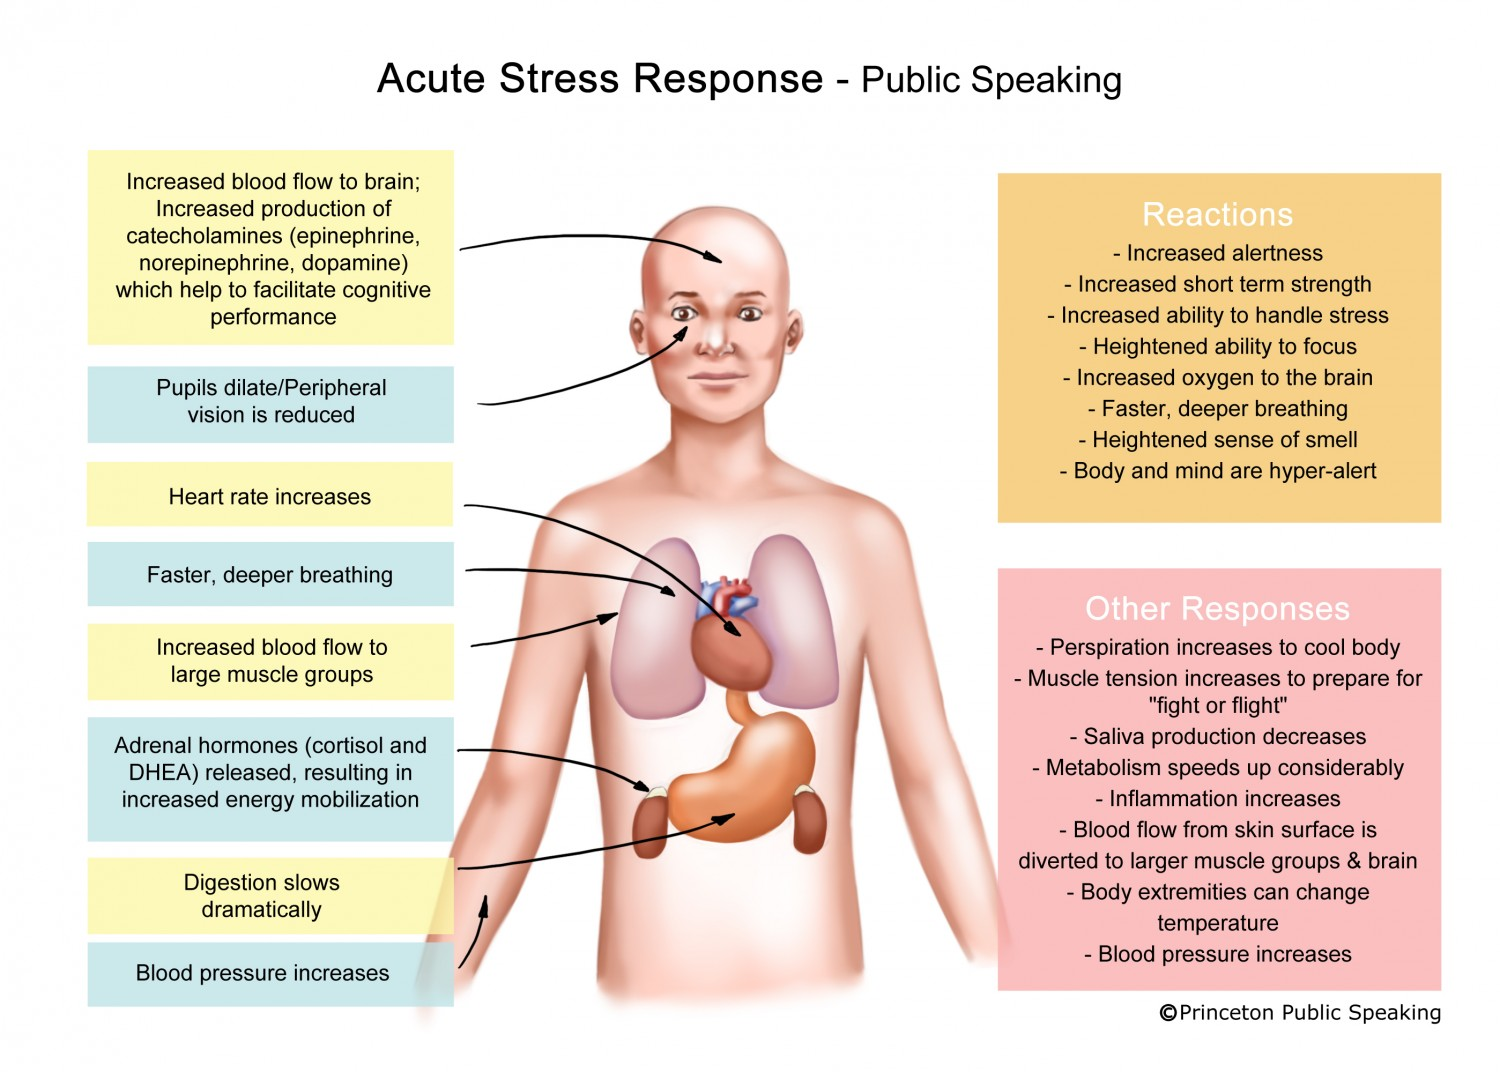 Acute Stress Response - Public Speaking
Increased blood flow to brain;
Increased production of
catecholamines (epinephrine,
norepinephrine, dopamine)
which help to facilitate cognitive
performance
Pupils dilate/Peripheral
vision is reduced
Heart rate increases
Faster, deeper breathing
Increased blood flow to
large muscle groups
Adrenal hormones (cortisol and
DHEA) released, resulting in
increased energy mobilization
Digestion slows
dramatically
Blood pressure increases
Reactions
- Increased alertness
- Increased short term strength
- Increased ability to handle stress
- Heightened ability to focus
- Increased oxygen to the brain
- Faster, deeper breathing
- Heightened sense of smell
- Body and mind are hyper-alert
Other Responses
- Perspiration increases to cool body
- Muscle tension increases to prepare for
"fight or flight"
- Saliva production decreases
- Metabolism speeds up considerably
- Inflammation increases
- Blood flow from skin surface is
diverted to larger muscle groups & brain
- Body extremities can change
temperature
- Blood pressure increases
©Princeton Public Speaking